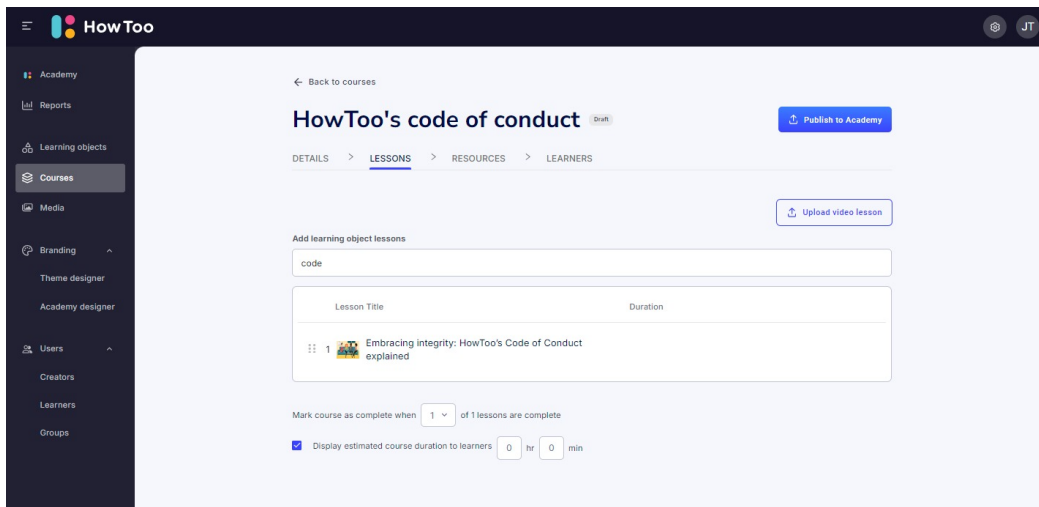 HowToo
JT
Academy
Reports
Learning objects
Courses
Media
Branding
Theme designer
Academy designer
Users
Creators
Learners
Groups
← Back to courses
HowToo's code of conduct Draft
Publish to Academy
DETAILS > LESSONS > RESOURCES > LEARNERS
Upload video lesson
Add learning object lessons
code
Lesson Title Duration
1 Embracing integrity: HowToo's Code of Conduct
explained
Mark course as complete when 1 of 1 lessons are complete
Display estimated course duration to learners 0 hr 0 min